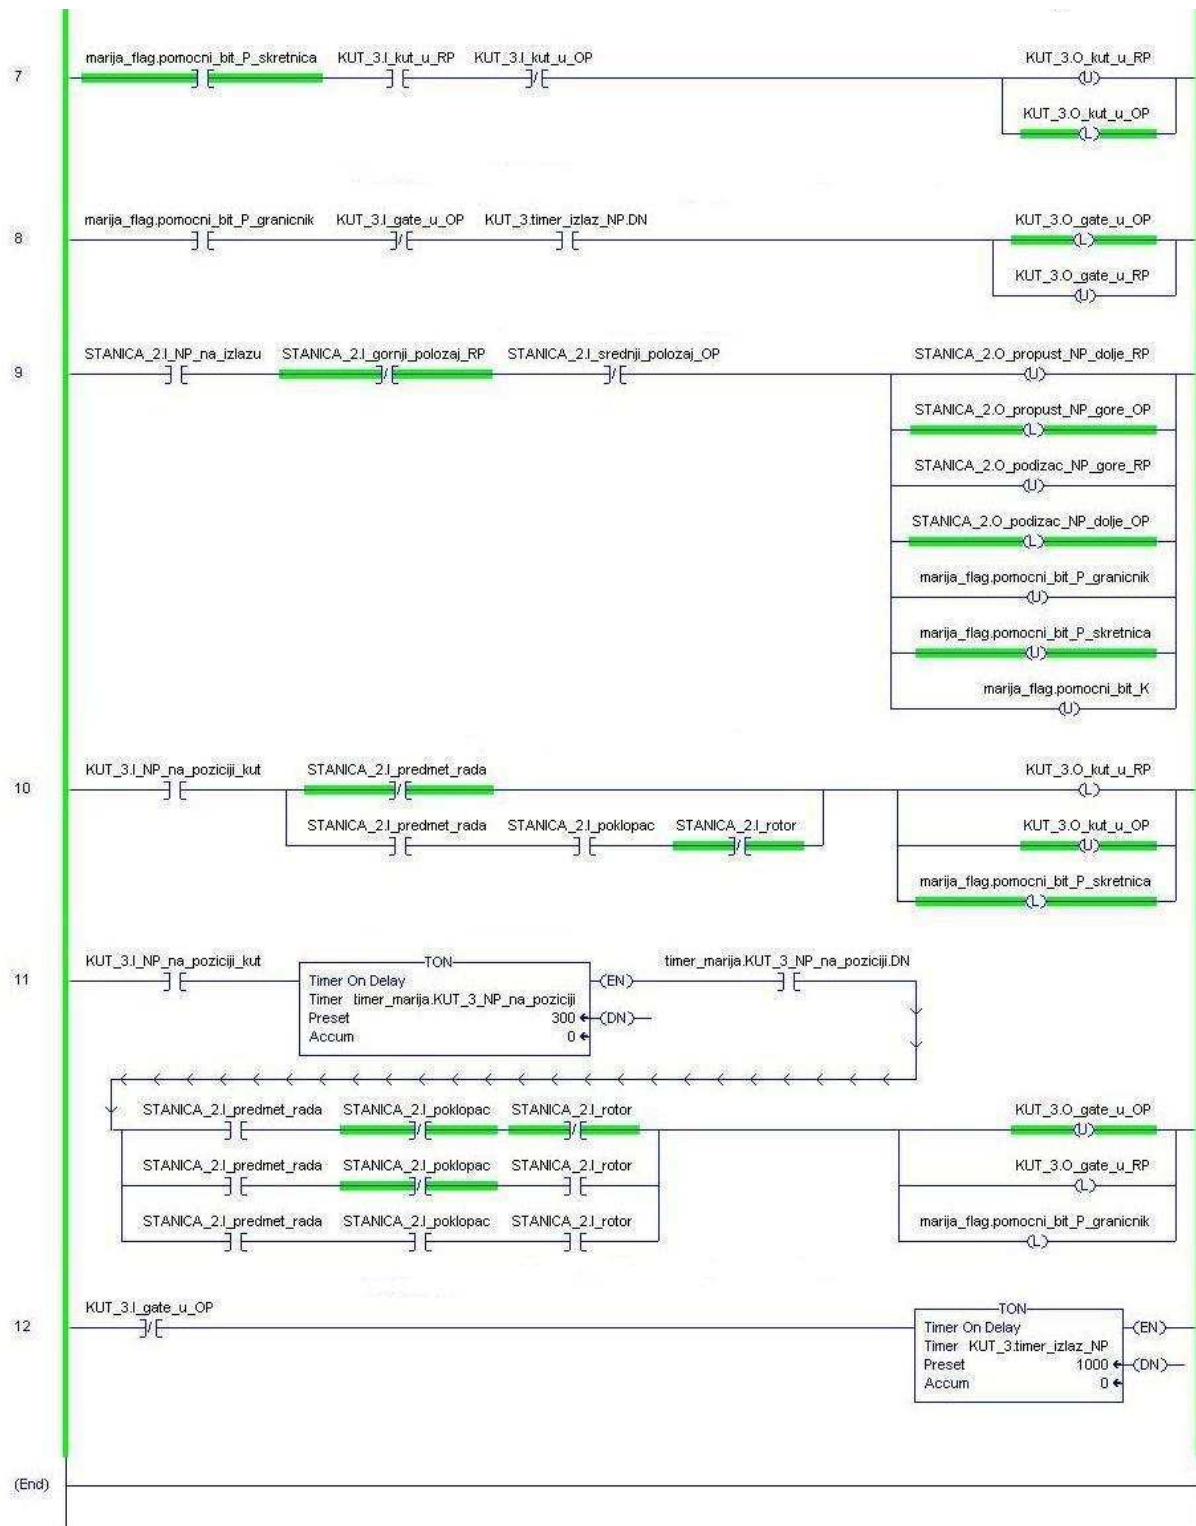 marija_flag.pomocni_bit_P_skretnica KUT_3.I_kut_u_RP KUT_3.I_kut_u_OP KUT_3.O_kut_u_RP
7 U
KUT_3.O_kut_u_OP
L
marija_flag.pomocni_bit_P_granicnik KUT_3.I_gate_u_OP KUT_3.timer_izlaz_NP.DN KUT_3.O_gate_u_OP
8 L
KUT_3.O_gate_u_RP
U
STANICA_2.I_NP_na_izlazu STANICA_2.I_gornji_polozaj_RP STANICA_2.I_srednji_polozaj_OP STANICA_2.O_propust_NP_dolje_RP
9 U
STANICA_2.O_propust_NP_gore_OP
L
STANICA_2.O_podizac_NP_gore_RP
U
STANICA_2.O_podizac_NP_dolje_OP
L
marija_flag.pomocni_bit_P_granicnik
U
marija_flag.pomocni_bit_P_skretnica
U
marija_flag.pomocni_bit_K
U
KUT_3.I_NP_na_poziciji_kut STANICA_2.I_predmet_rada KUT_3.O_kut_u_RP
10 L
STANICA_2.I_predmet_rada STANICA_2.I_poklopac STANICA_2.I_rotor KUT_3.O_kut_u_OP
U
marija_flag.pomocni_bit_P_skretnica
L
KUT_3.I_NP_na_poziciji_kut TON timer_marija.KUT_3_NP_na_poziciji.DN
11 Timer On Delay (EN)
Timer timer_marija.KUT_3_NP_na_poziciji
Preset 300 (DN)
Accum 0
STANICA_2.I_predmet_rada STANICA_2.I_poklopac STANICA_2.I_rotor KUT_3.O_gate_u_OP
U
STANICA_2.I_predmet_rada STANICA_2.I_poklopac STANICA_2.I_rotor KUT_3.O_gate_u_RP
L
STANICA_2.I_predmet_rada STANICA_2.I_poklopac STANICA_2.I_rotor marija_flag.pomocni_bit_P_granicnik
L
KUT_3.I_gate_u_OP TON
12 Timer On Delay (EN)
Timer KUT_3.timer_izlaz_NP
Preset 1000 (DN)
Accum 0
(End)